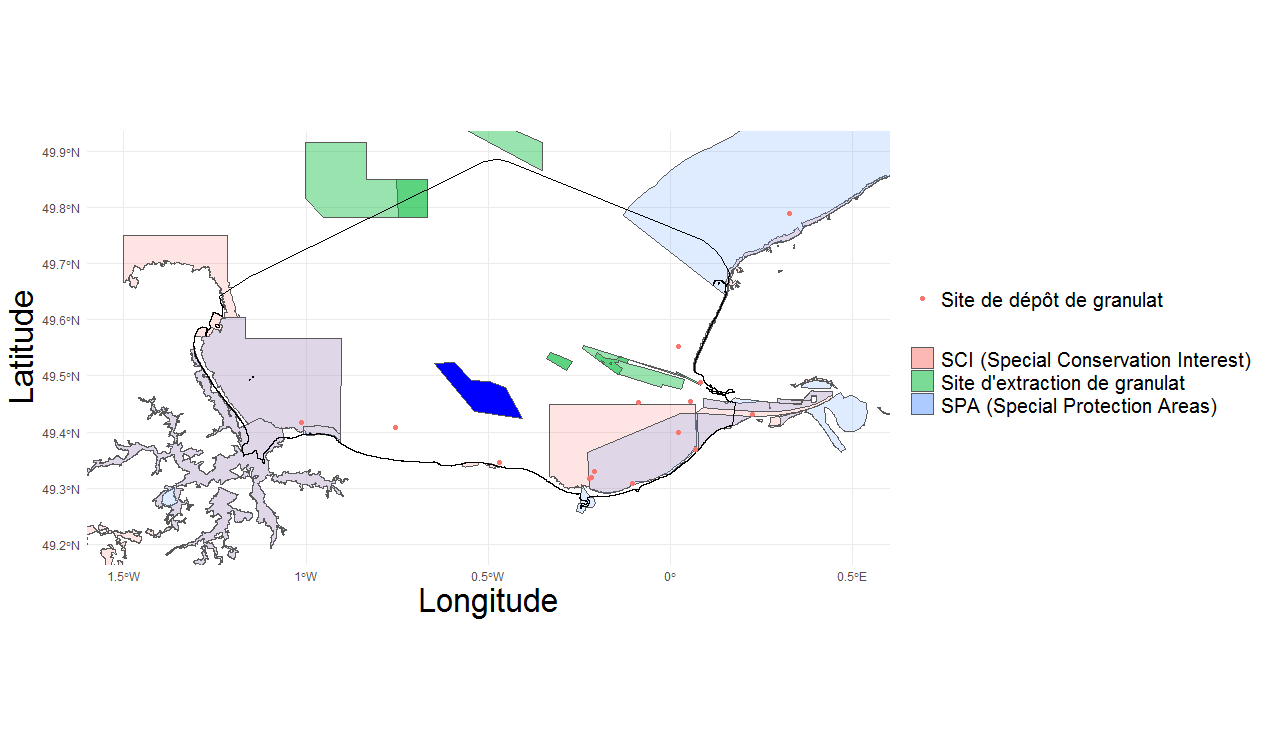 49.9°N
49.8°N
49.7°N
49.6°N
49.5°N
49.4°N
49.3°N
49.2°N
Latitude
1.5°W
1°W
0.5°W
0°
0.5°E
Longitude
Site de dépôt de granulat
SCI (Special Conservation Interest)
Site d'extraction de granulat
SPA (Special Protection Areas)